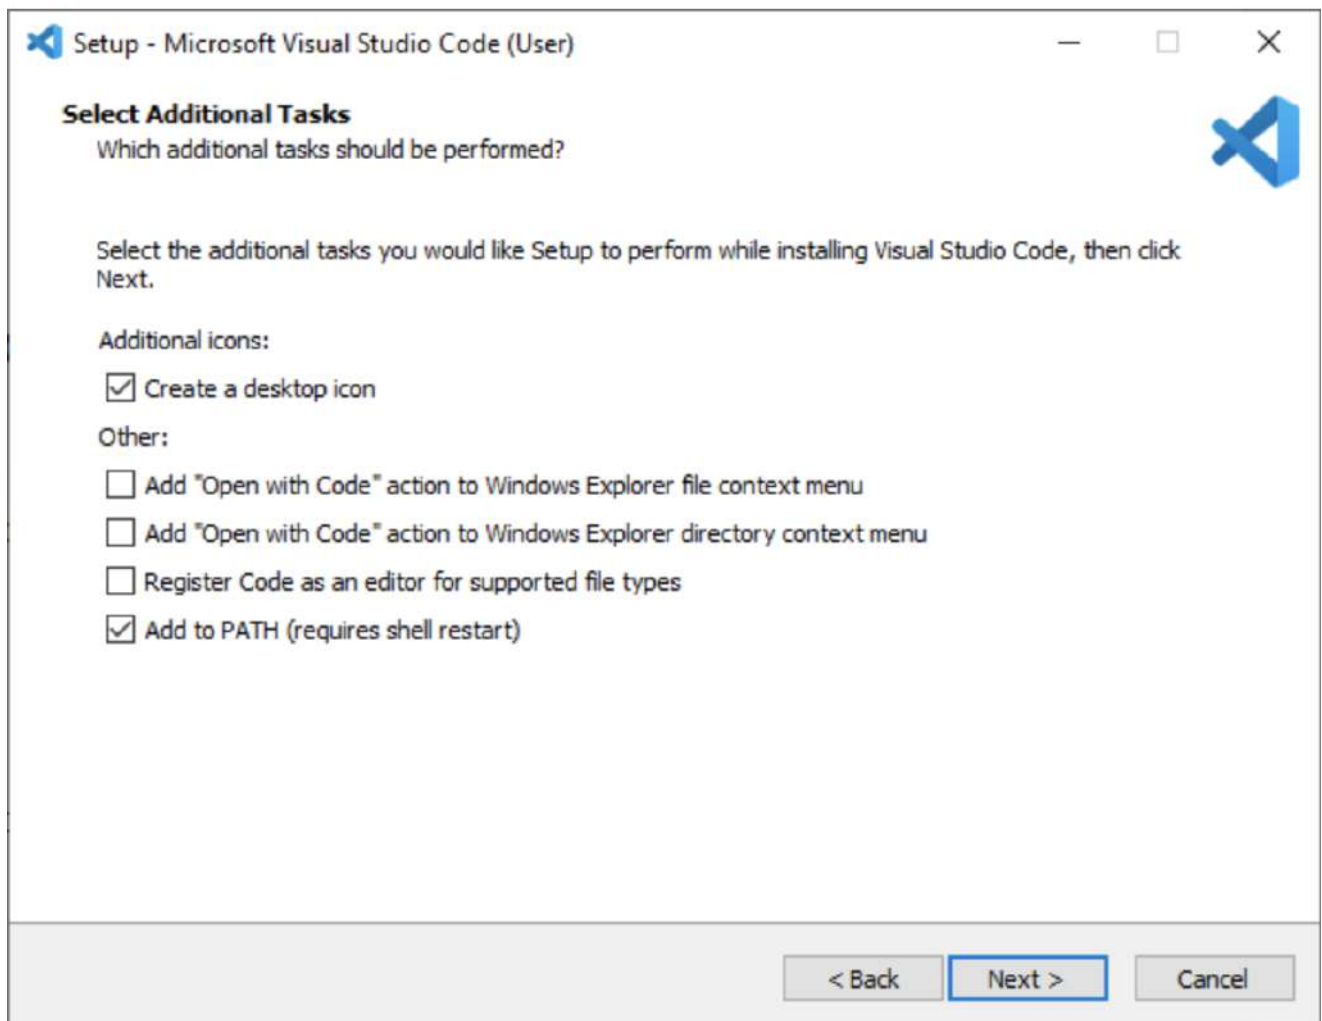 Setup - Microsoft Visual Studio Code (User)
Select Additional Tasks
Which additional tasks should be performed?
Select the additional tasks you would like Setup to perform while installing Visual Studio Code, then click
Next.
Additional icons:
Create a desktop icon
Other:
Add "Open with Code" action to Windows Explorer file context menu
Add "Open with Code" action to Windows Explorer directory context menu
Register Code as an editor for supported file types
Add to PATH (requires shell restart)
< Back Next > Cancel